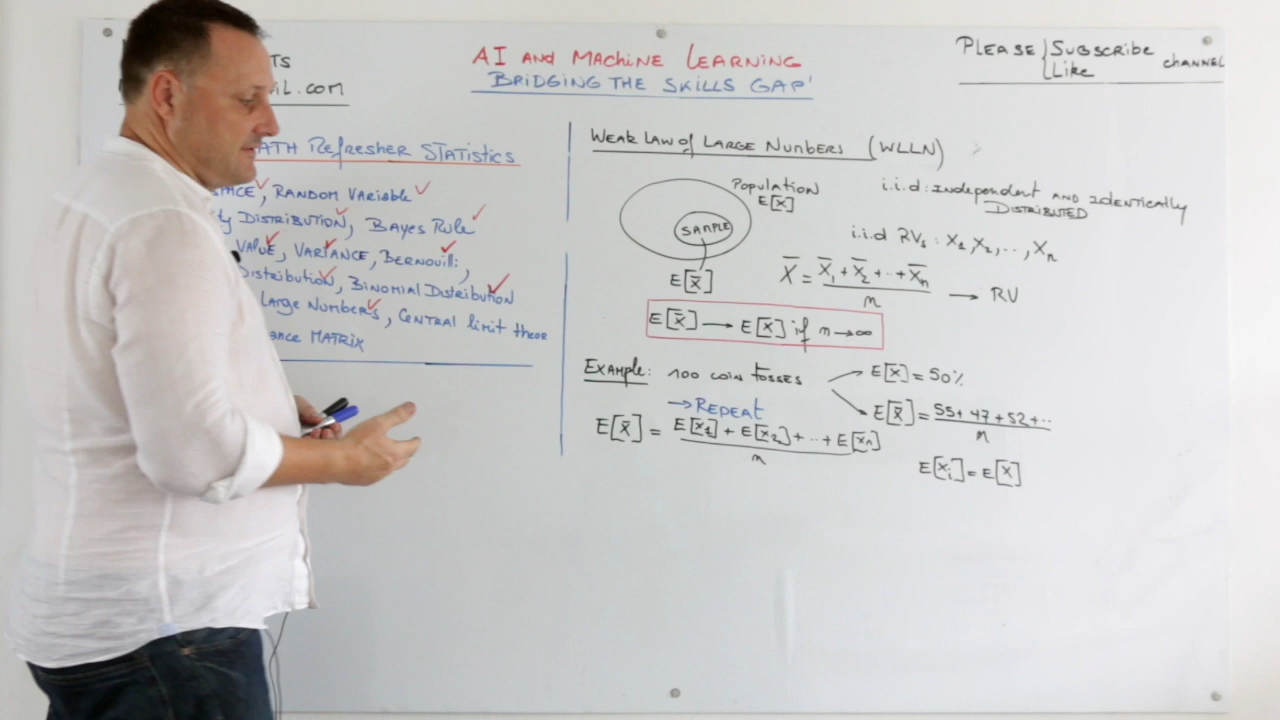 TS
IL.COM
AI AND MACHINE LEARNING
'BRIDGING THE SKILLS GAP'
PLEASE { SUBSCRIBE
Like
CHANNEL
ATH REFRESHER STATISTICS
SPACE, RANDOM VARIABLE ✓
DISTRIBUTION, BAYES RULE ✓
VALUE, VARIANCE, BERNOUILLI,
DISTRIBUTION, BINOMIAL DISTRIBUTION ✓
LARGE NUMBERS, CENTRAL LIMIT THEO
ance MATRIX
WEAK LAW of LARGE NUMBERS (WLLN)
POPULATION
E[X]
SAMPLE
E[X̄]
i.i.d: INDEPENDENT AND IDENTICALLY
DISTRIBUTED
i.i.d RVs: X1, X2, .., Xn
X̄ = X̄1 + X̄2 + .. + X̄n / n → RV
E[X̄] → E[X] if n → ∞
EXAMPLE: 100 COIN TOSSES
E[X] = 50%
→ REPEAT
E[X̄] = 55 + 47 + 52 + .. / n
E[X̄] = E[X1] + E[X2] + .. + E[Xn] / n
E[Xi] = E[X]